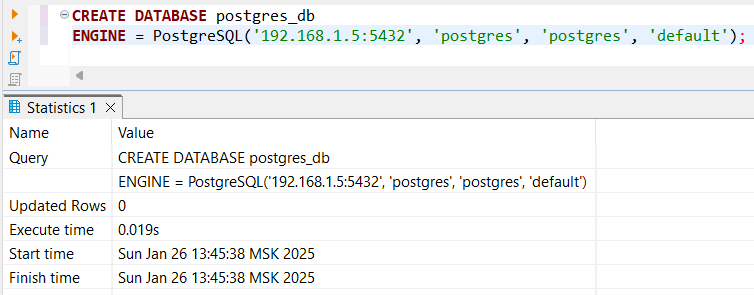 CREATE DATABASE postgres_db
ENGINE = PostgreSQL('192.168.1.5:5432', 'postgres', 'postgres', 'default');
Statistics 1
Name Value
Query CREATE DATABASE postgres_db
ENGINE = PostgreSQL('192.168.1.5:5432', 'postgres', 'postgres', 'default')
Updated Rows 0
Execute time 0.019s
Start time Sun Jan 26 13:45:38 MSK 2025
Finish time Sun Jan 26 13:45:38 MSK 2025